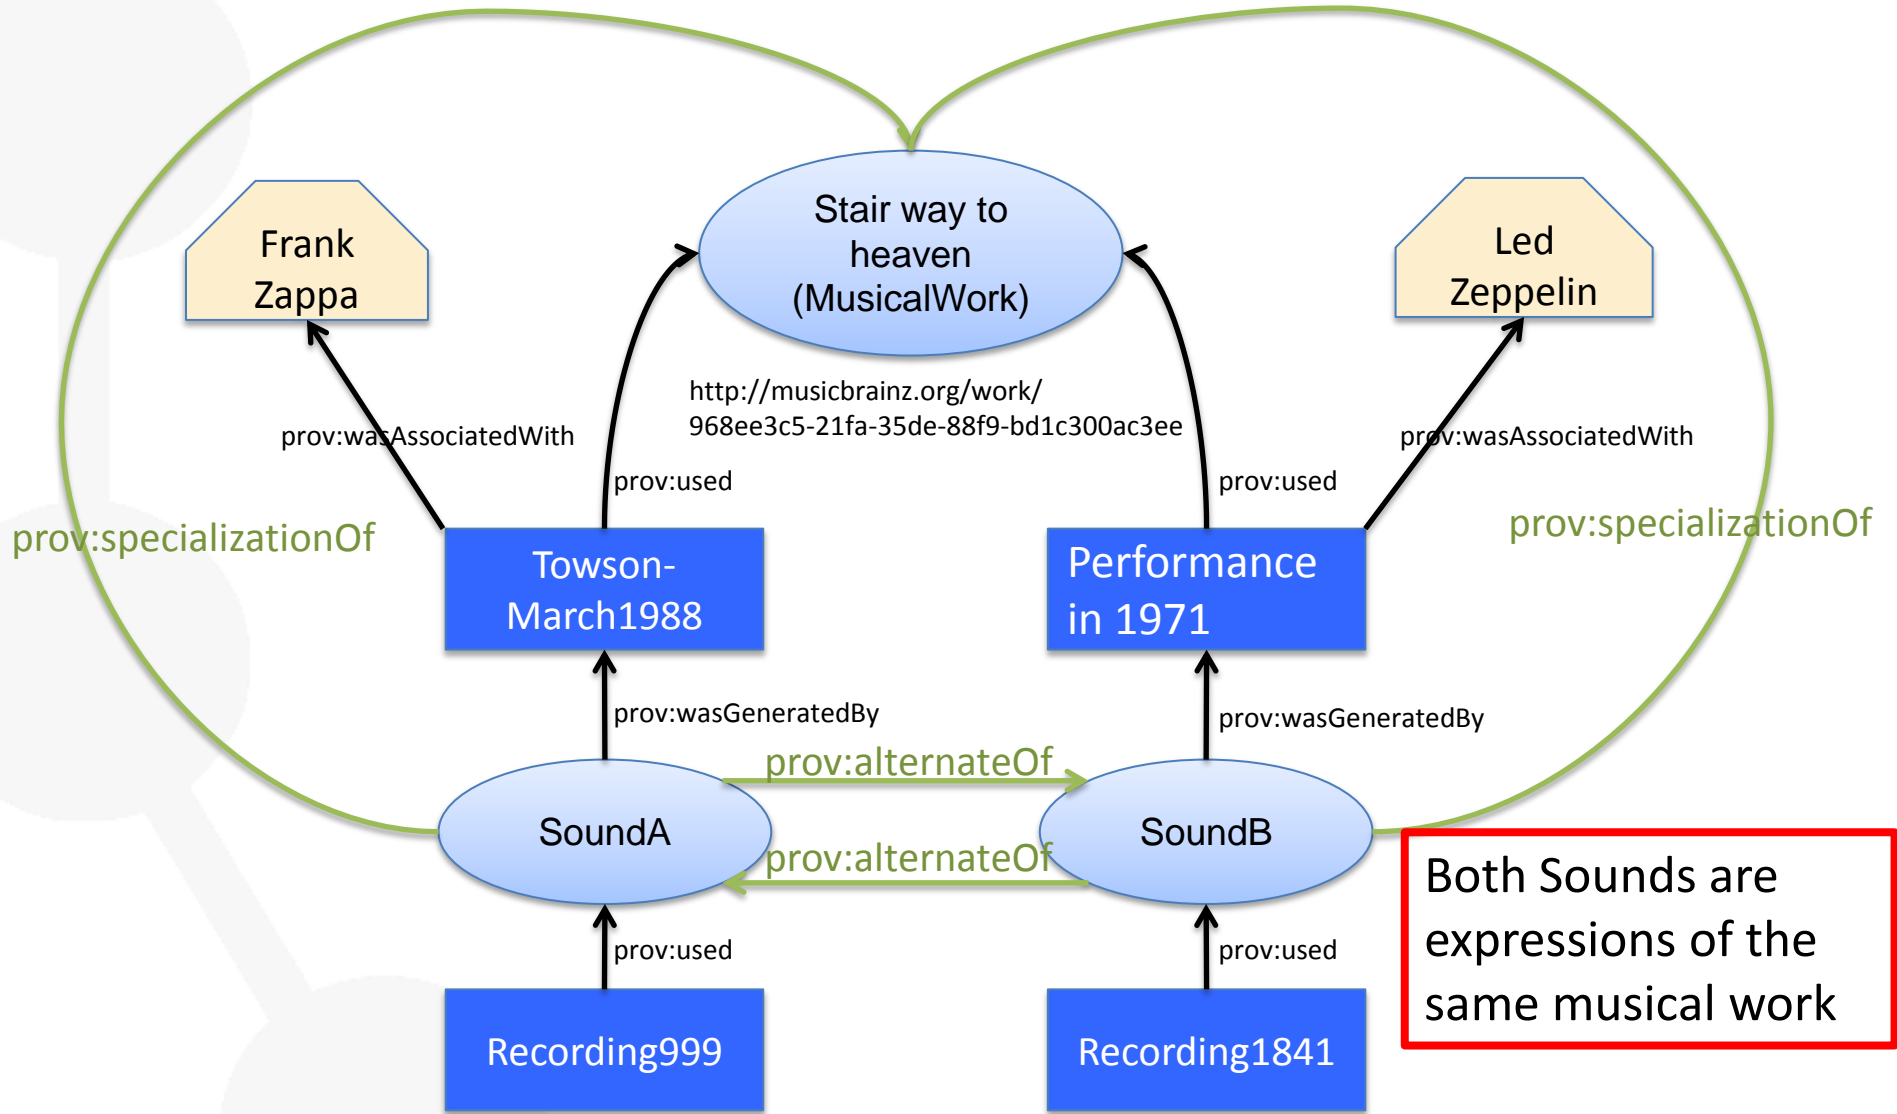 Stair way to
heaven
(MusicalWork)
Frank
Zappa
Led
Zeppelin
http://musicbrainz.org/work/
968ee3c5-21fa-35de-88f9-bd1c300ac3ee
prov:wasAssociatedWith
prov:wasAssociatedWith
prov:used
prov:used
prov:specializationOf
prov:specializationOf
Towson-
March1988
Performance
in 1971
prov:wasGeneratedBy
prov:wasGeneratedBy
prov:alternateOf
SoundA
SoundB
prov:alternateOf
Both Sounds are
expressions of the
same musical work
prov:used
prov:used
Recording999
Recording1841